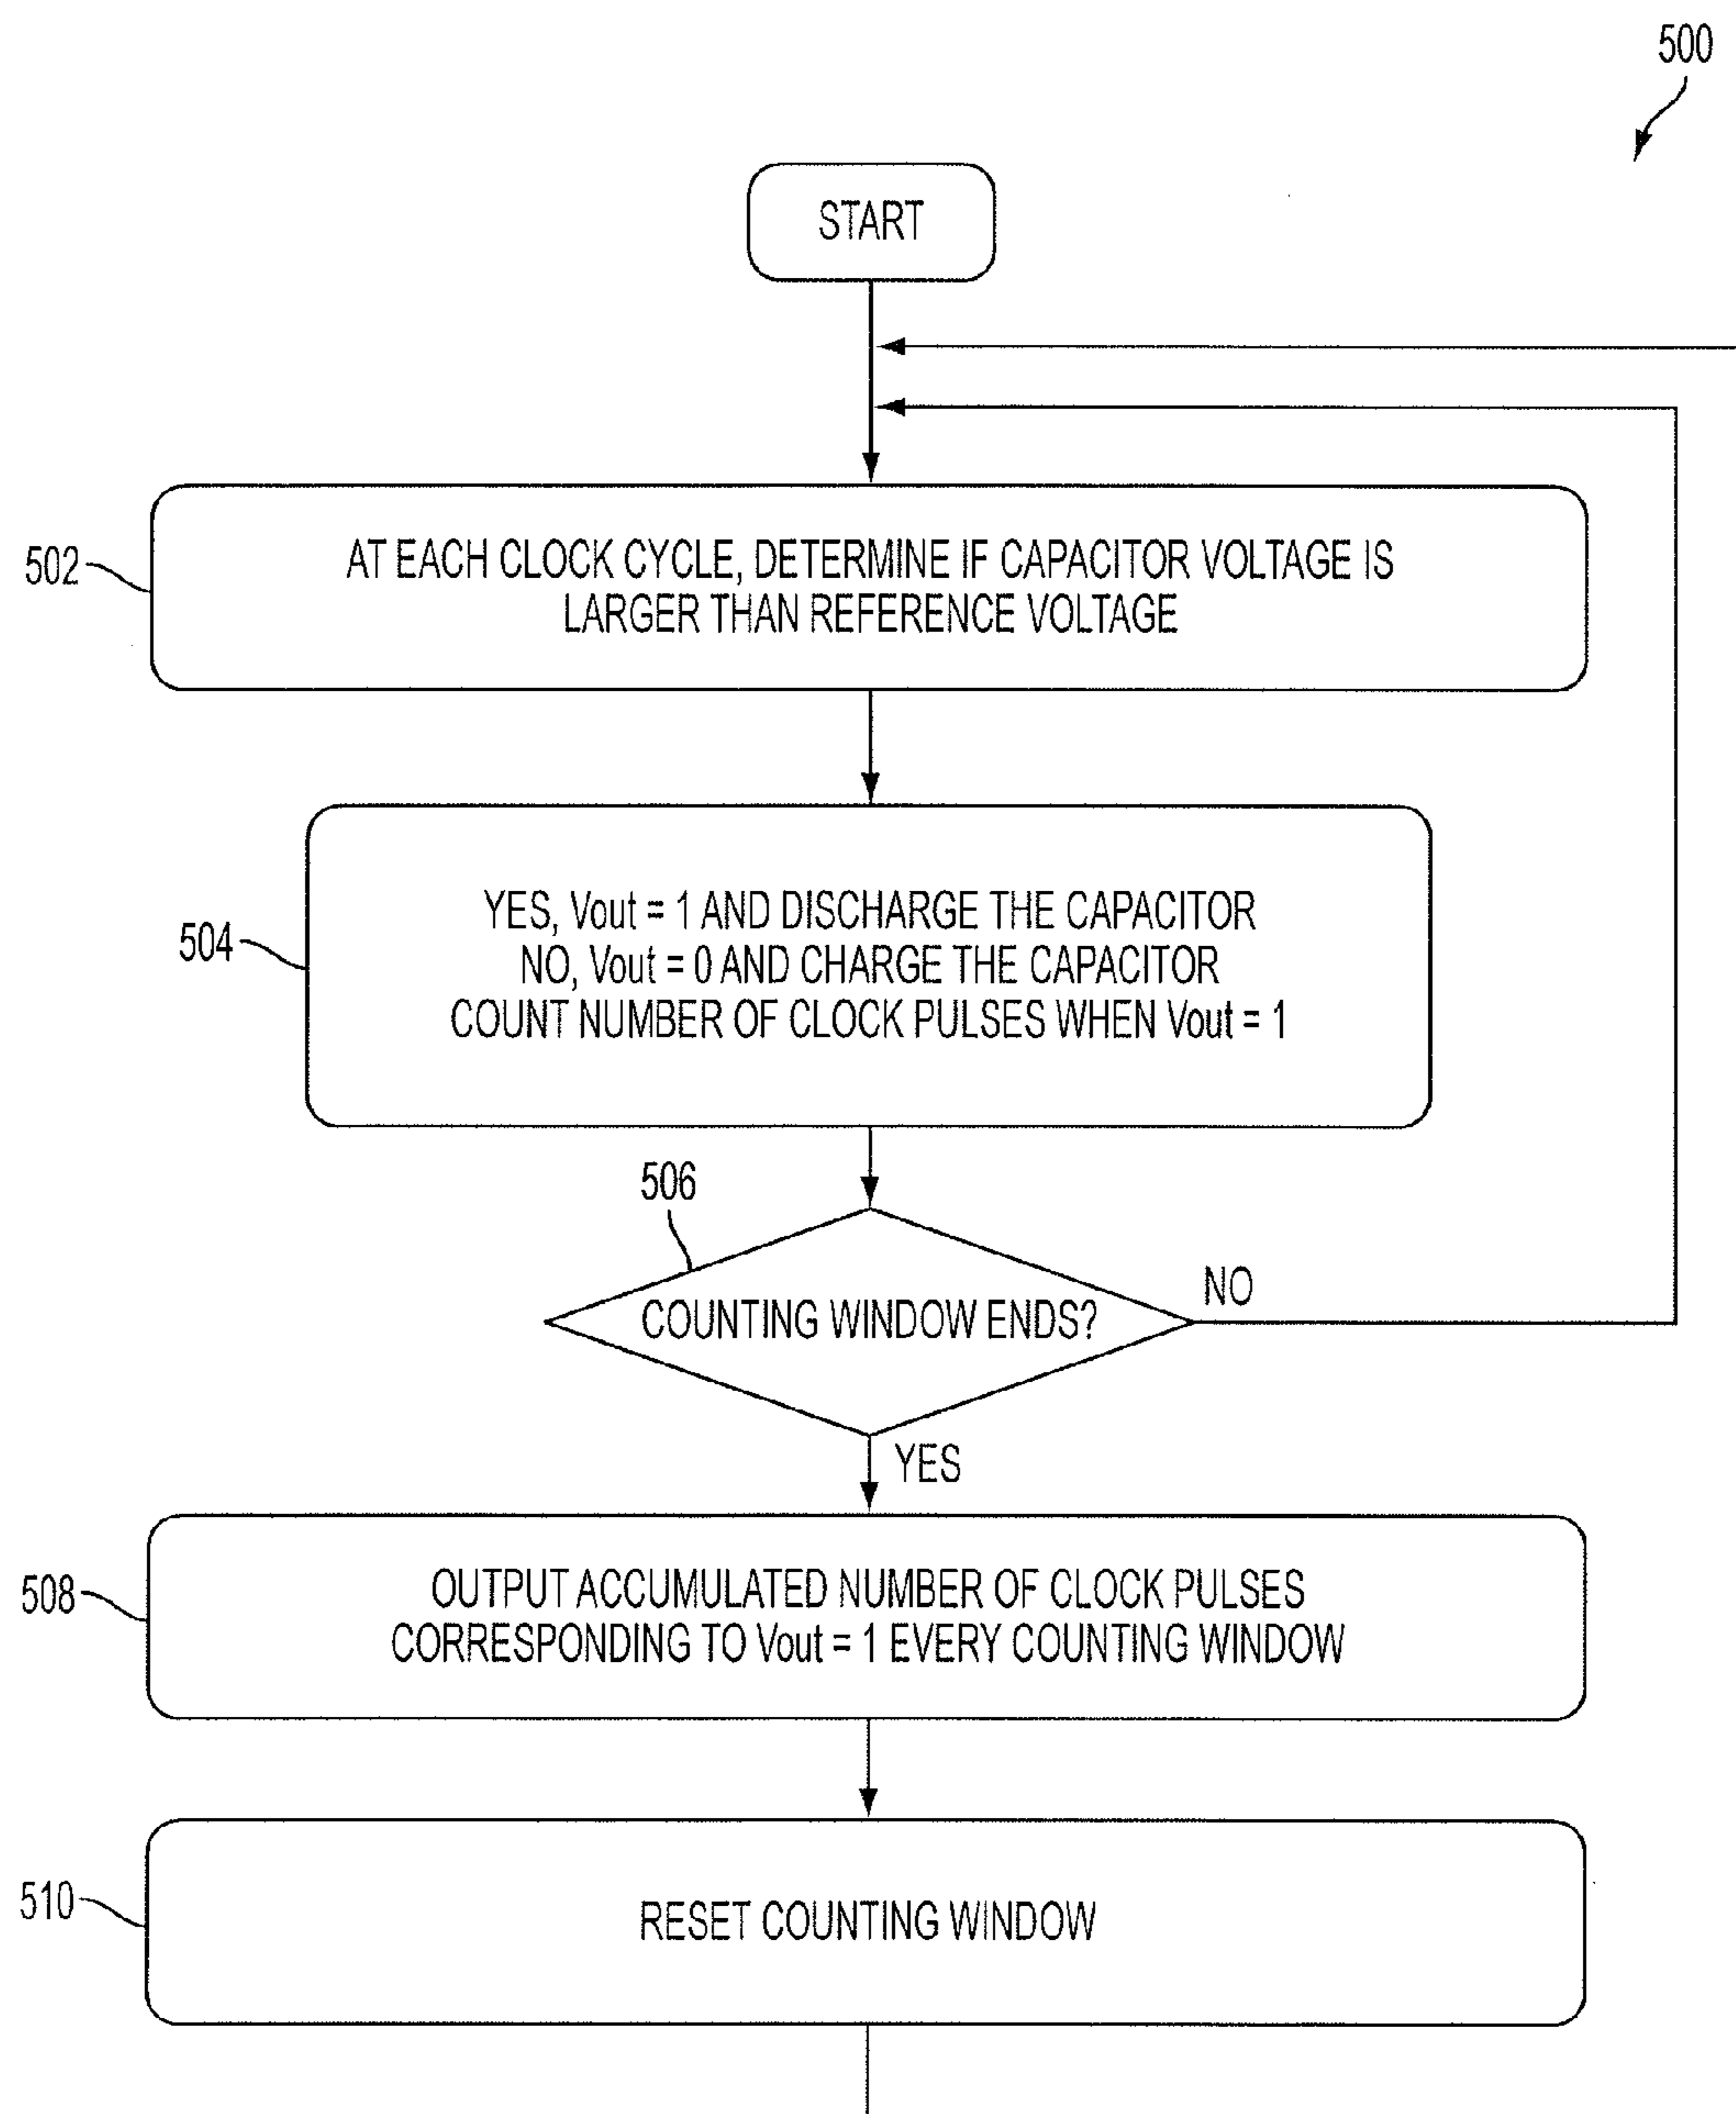 500
START
502
AT EACH CLOCK CYCLE, DETERMINE IF CAPACITOR VOLTAGE IS
LARGER THAN REFERENCE VOLTAGE
504
YES, Vout = 1 AND DISCHARGE THE CAPACITOR
NO, Vout = 0 AND CHARGE THE CAPACITOR
COUNT NUMBER OF CLOCK PULSES WHEN Vout = 1
506
COUNTING WINDOW ENDS?
NO
YES
508
OUTPUT ACCUMULATED NUMBER OF CLOCK PULSES
CORRESPONDING TO Vout = 1 EVERY COUNTING WINDOW
510
RESET COUNTING WINDOW